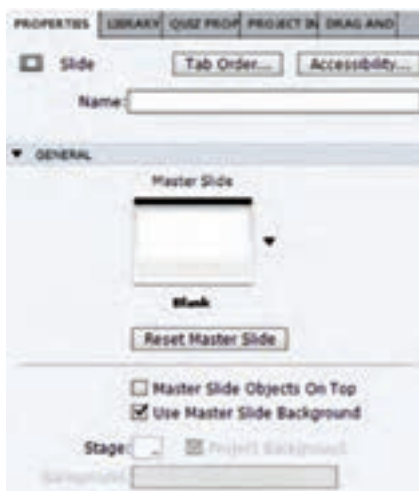 PROPERTIES LIBRARY QUIZ PROP PROJECT IN DRAG AND
Slide Tab Order... Accessibility...
Name:
GENERAL
Master Slide
Blank
Reset Master Slide
Master Slide Objects On Top
Use Master Slide Background
Stage: Project Background
Background: